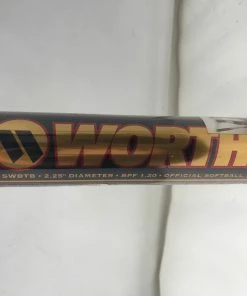 WORTH
SWBTB • 2.25" DIAMETER • BPF 1.20 • OFFICIAL SOFTBALL